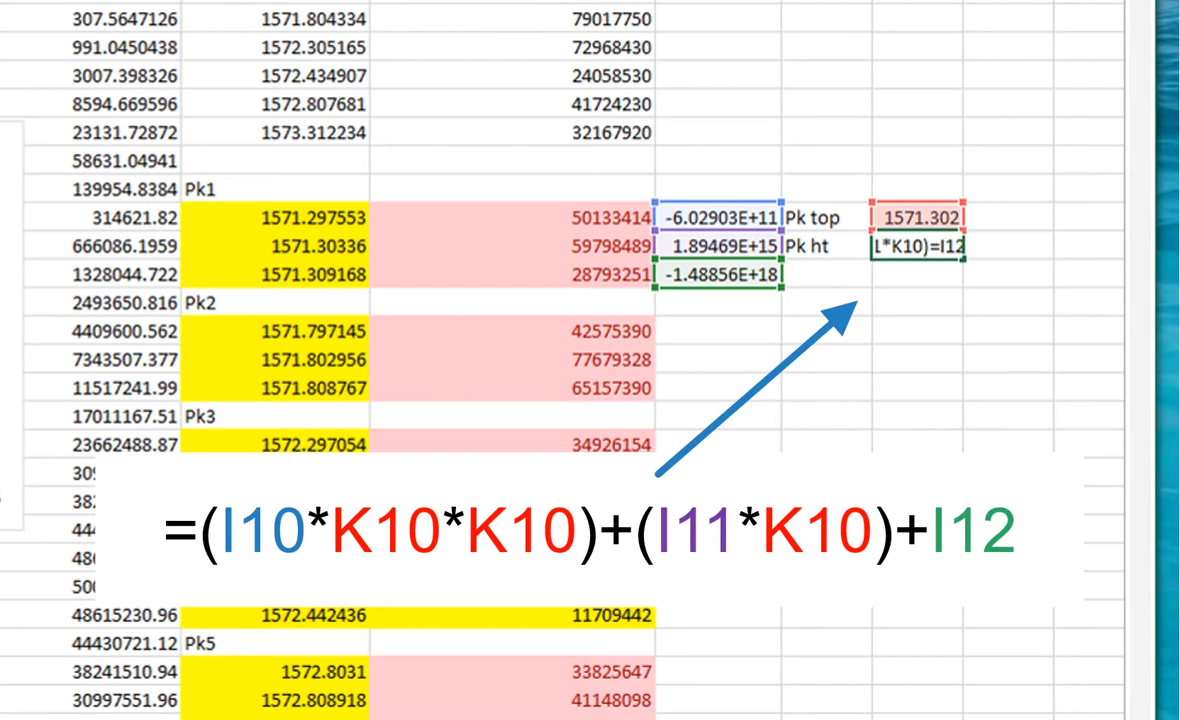 307.5647126 1571.804334 79017750
991.0450438 1572.305165 72968430
3007.398326 1572.434907 24058530
8594.669596 1572.807681 41724230
23131.72872 1573.312234 32167920
58631.04941
139954.8384 Pk1
314621.82 1571.297553 50133414 -6.02903E+11 Pk top 1571.302
666086.1959 1571.30336 59798489 1.89469E+15 Pk ht 1*K10)=I12
1328044.722 1571.309168 28793251 -1.48856E+18
2493650.816 Pk2
4409600.562 1571.797145 42575390
7343507.377 1571.802956 77679328
11517241.99 1571.808767 65157390
17011167.51 Pk3
23662488.87 1572.297054 34926154
=(I10*K10*K10)+(I11*K10)+I12
48615230.96 1572.442436 11709442
44430721.12 Pk5
38241510.94 1572.8031 33825647
30997551.96 1572.808918 41148098